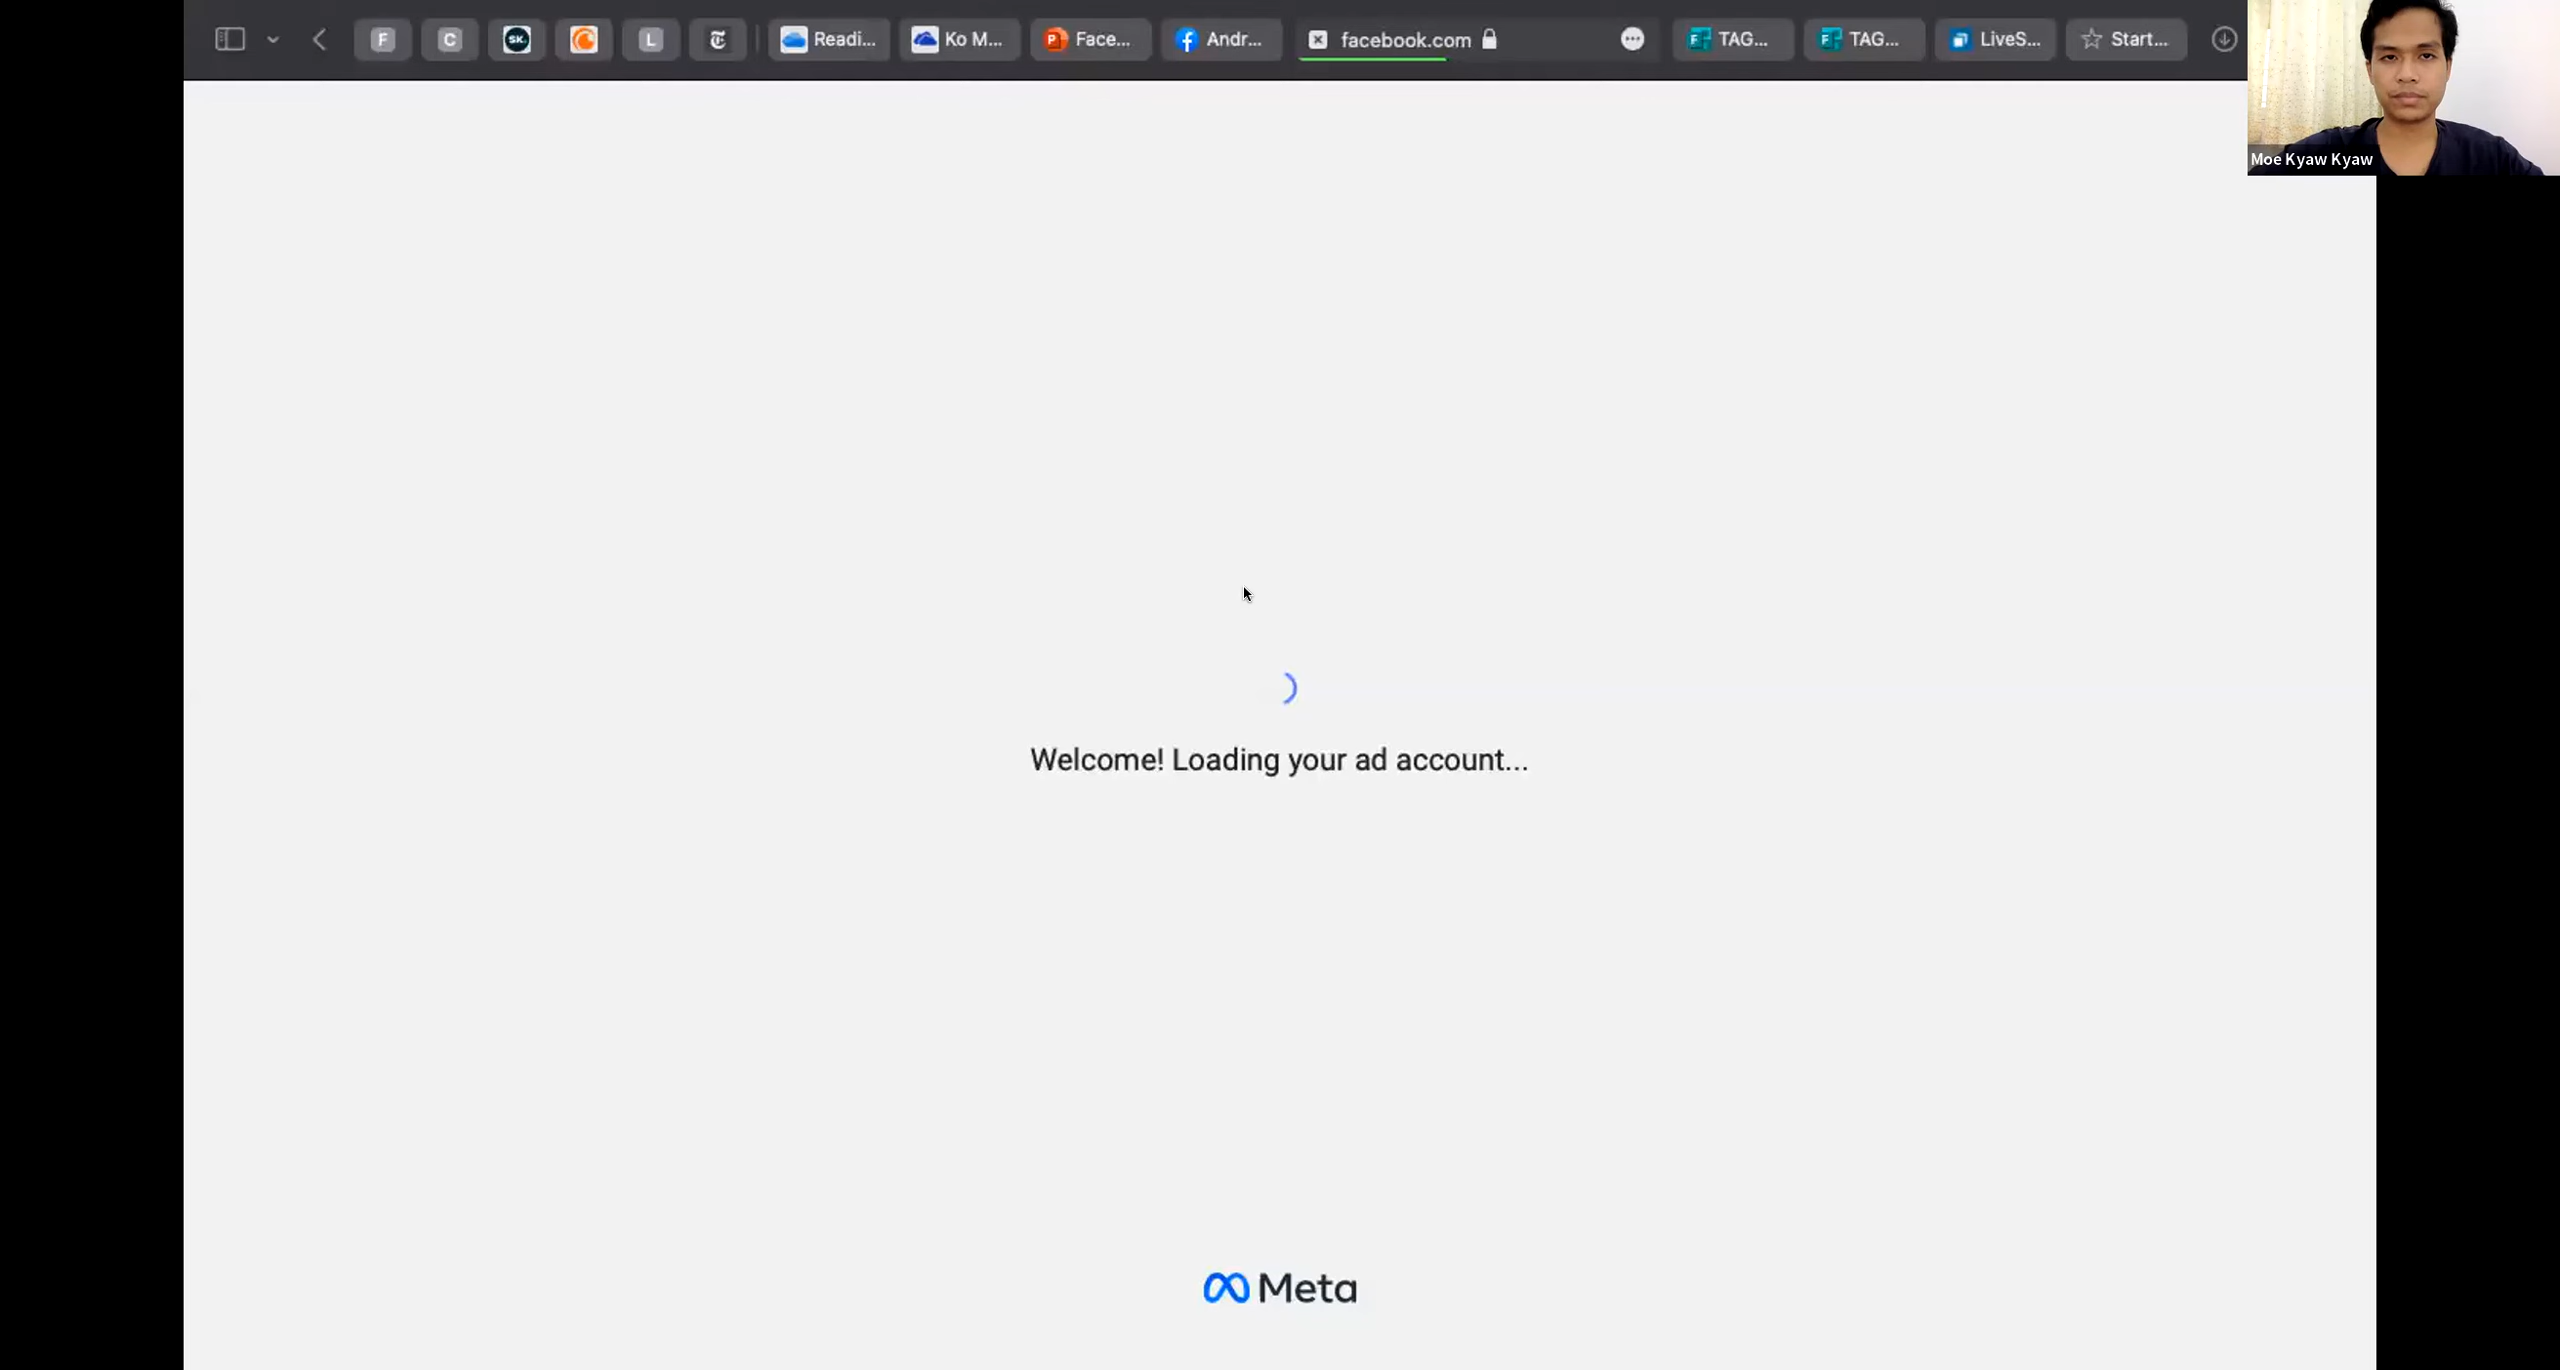 F
C
SK.
L
Readi...
Ko M...
Face...
Andr...
facebook.com
TAG...
TAG...
LiveS...
Start...
Moe Kyaw Kyaw
Welcome! Loading your ad account...
Meta